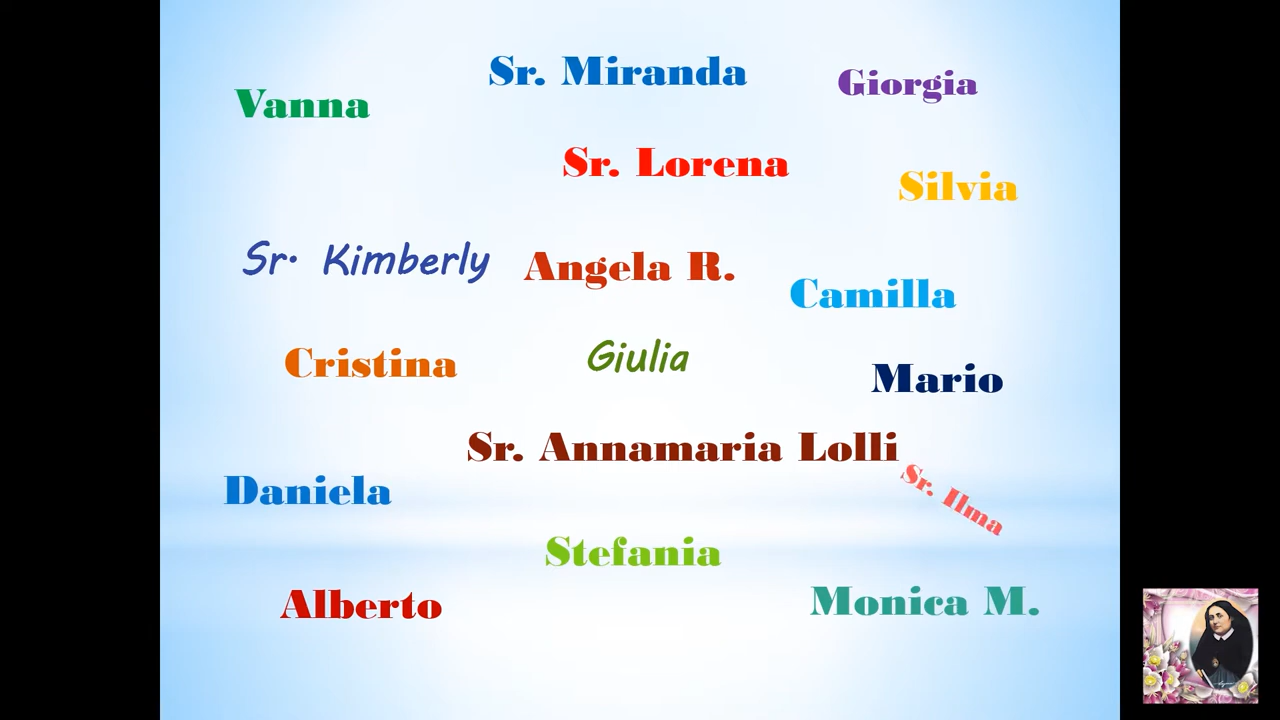 Sr. Miranda
Giorgia
Vanna
Sr. Lorena
Silvia
Sr. Kimberly
Angela R.
Camilla
Cristina
Giulia
Mario
Sr. Annamaria Lolli
Daniela
Sr. Ilma
Stefania
Alberto
Monica M.